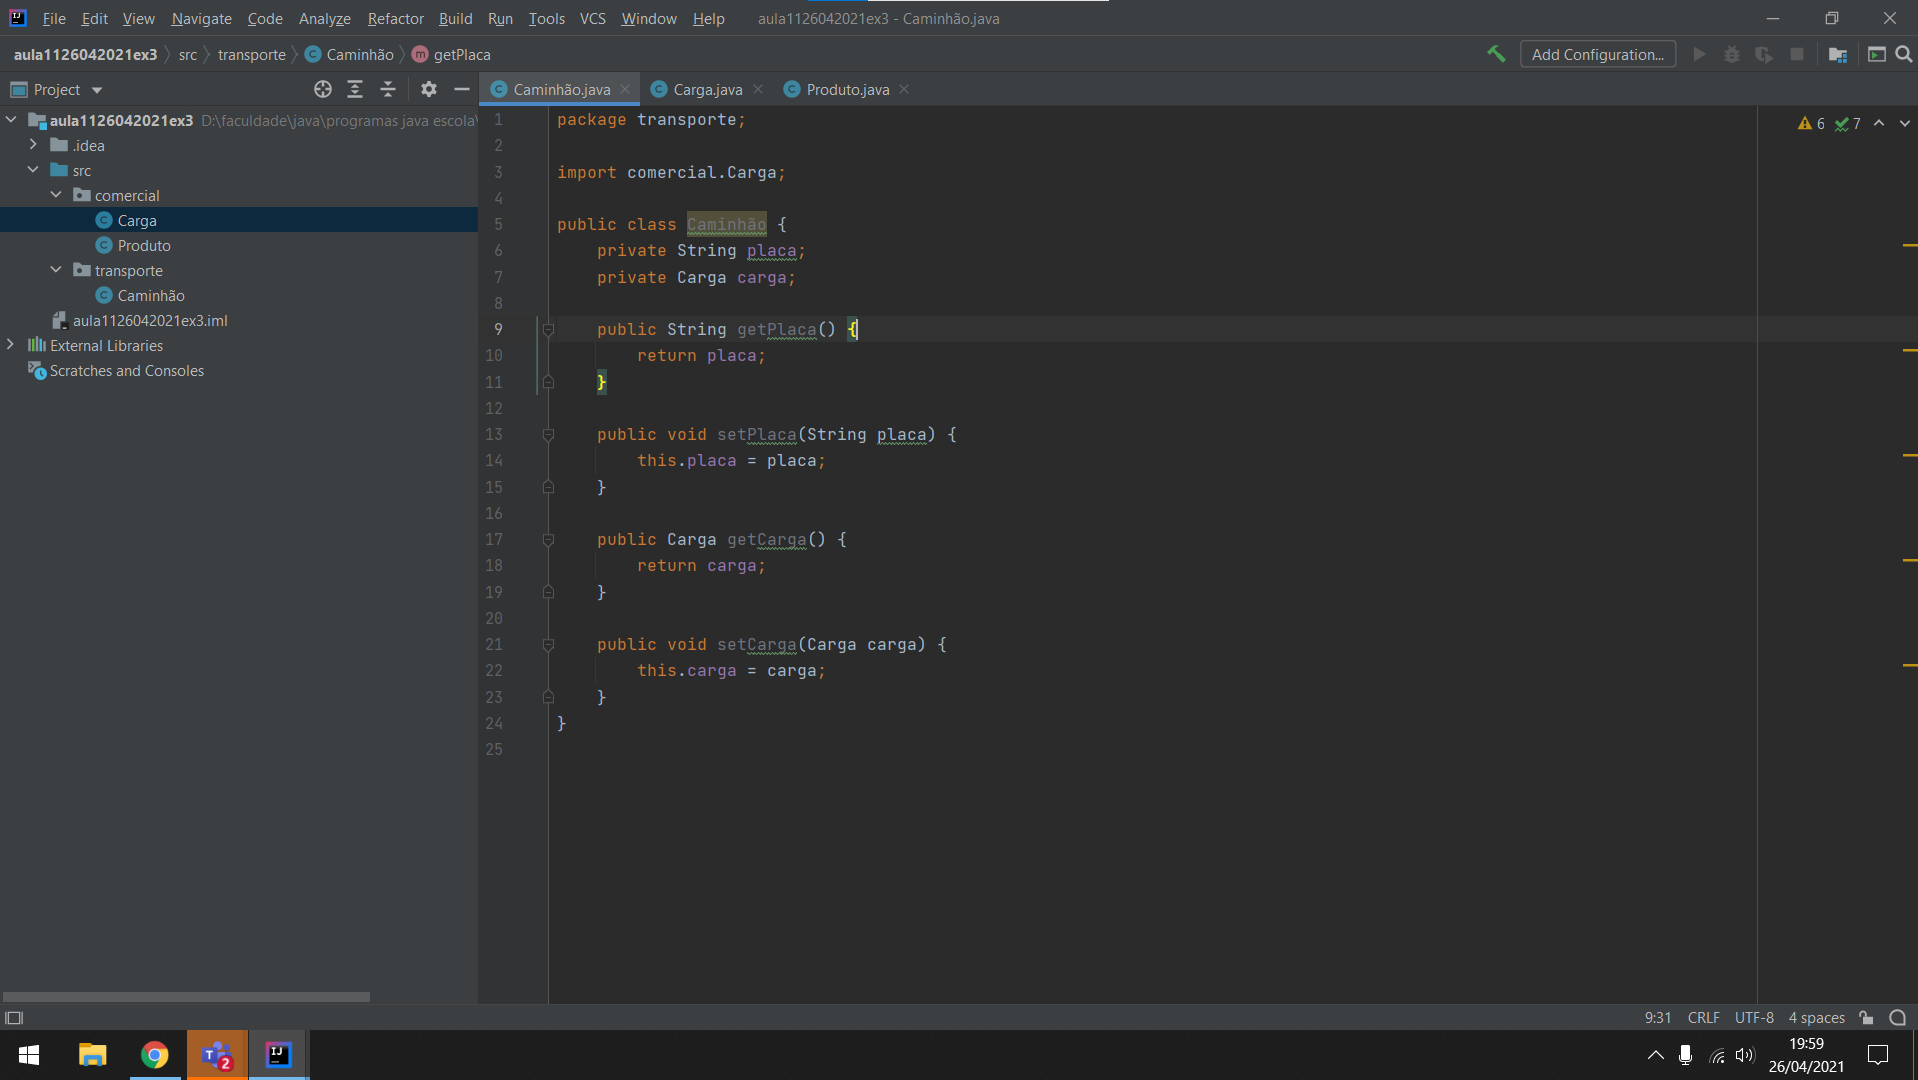 File Edit View Navigate Code Analyze Refactor Build Run Tools VCS Window Help aula1126042021ex3 - Caminhão.java
aula1126042021ex3 src transporte Caminhão getPlaca
Add Configuration...
Project
Caminhão.java Carga.java Produto.java
aula1126042021ex3 D:\faculdade\java\programas java escola\
.idea
src
comercial
Carga
Produto
transporte
Caminhão
aula1126042021ex3.iml
External Libraries
Scratches and Consoles
6 7
1 package transporte;
2
3 import comercial.Carga;
4
5 public class Caminhão {
6 private String placa;
7 private Carga carga;
8
9 public String getPlaca() {
10 return placa;
11 }
12
13 public void setPlaca(String placa) {
14 this.placa = placa;
15 }
16
17 public Carga getCarga() {
18 return carga;
19 }
20
21 public void setCarga(Carga carga) {
22 this.carga = carga;
23 }
24 }
25
9:31 CRLF UTF-8 4 spaces
2
19:59
26/04/2021